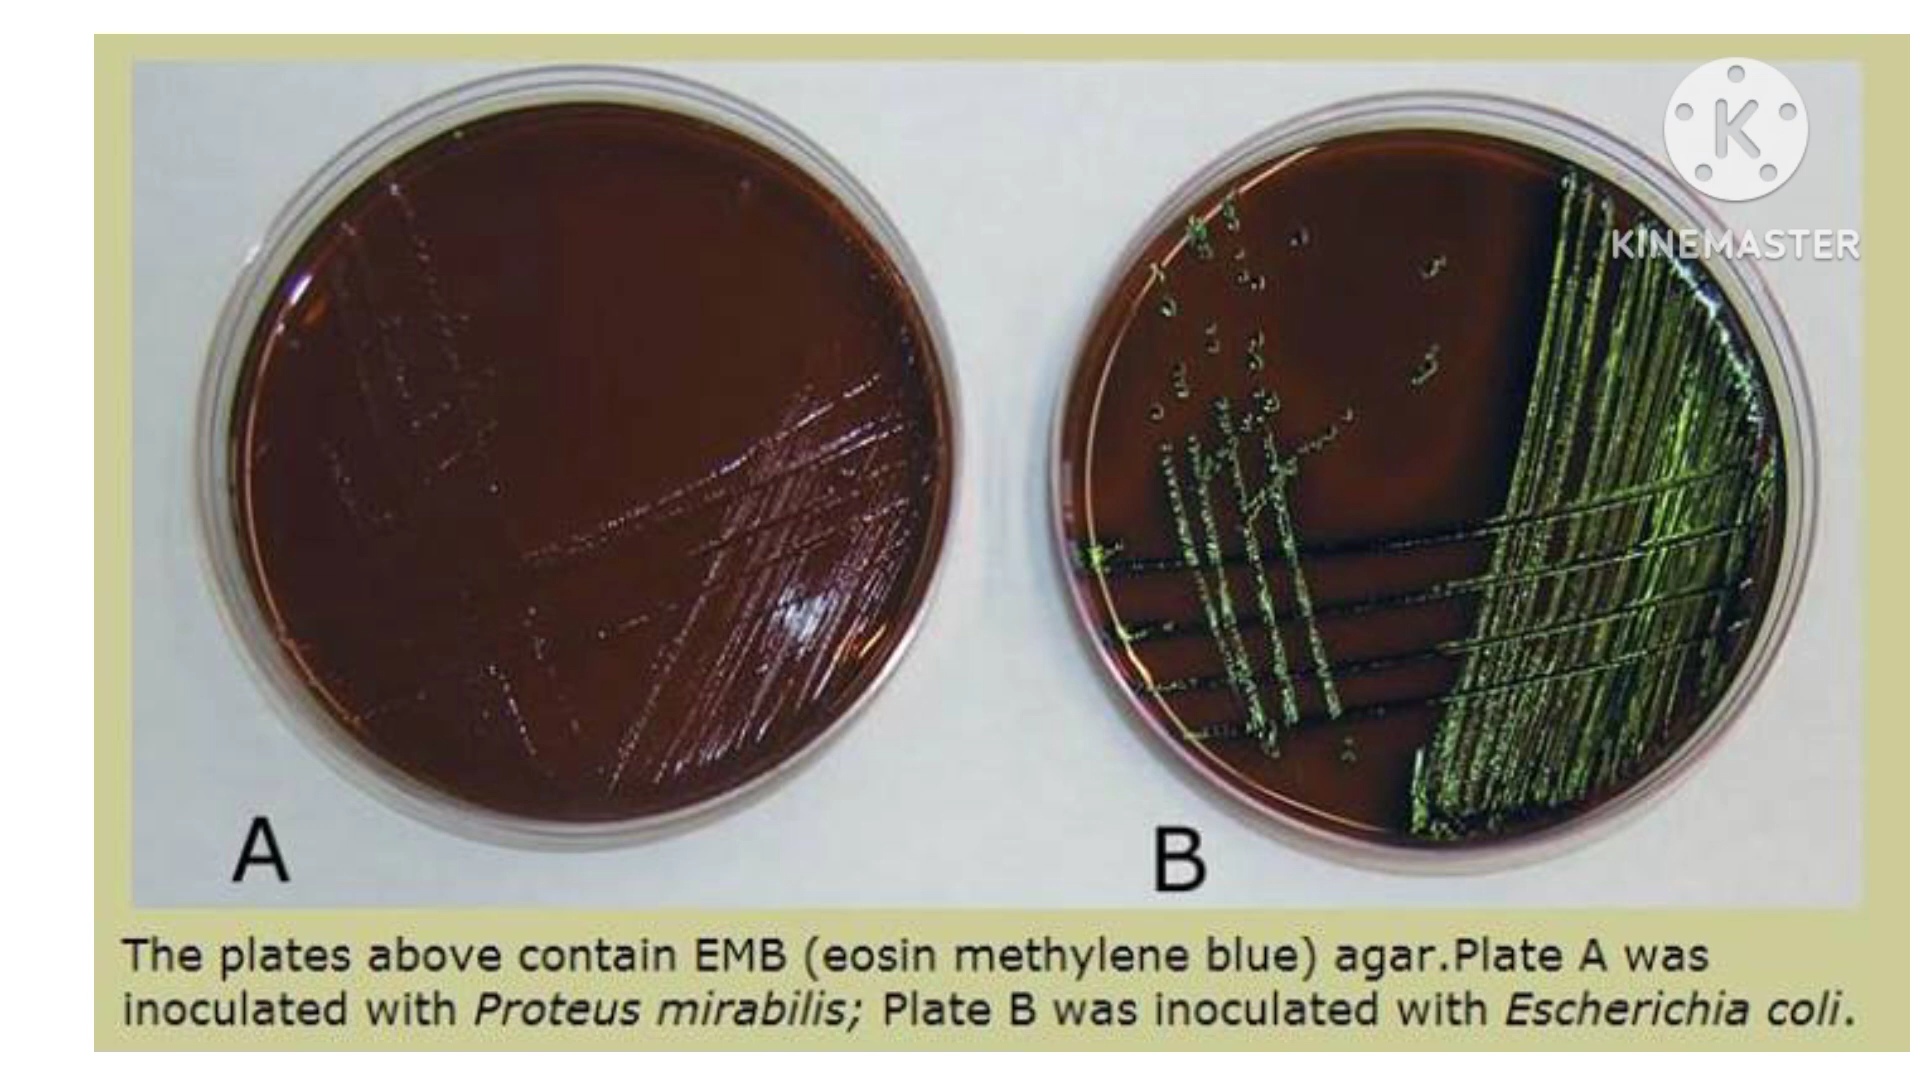 K
KINEMASTER
A
B
The plates above contain EMB (eosin methylene blue) agar.Plate A was
inoculated with Proteus mirabilis; Plate B was inoculated with Escherichia coli.